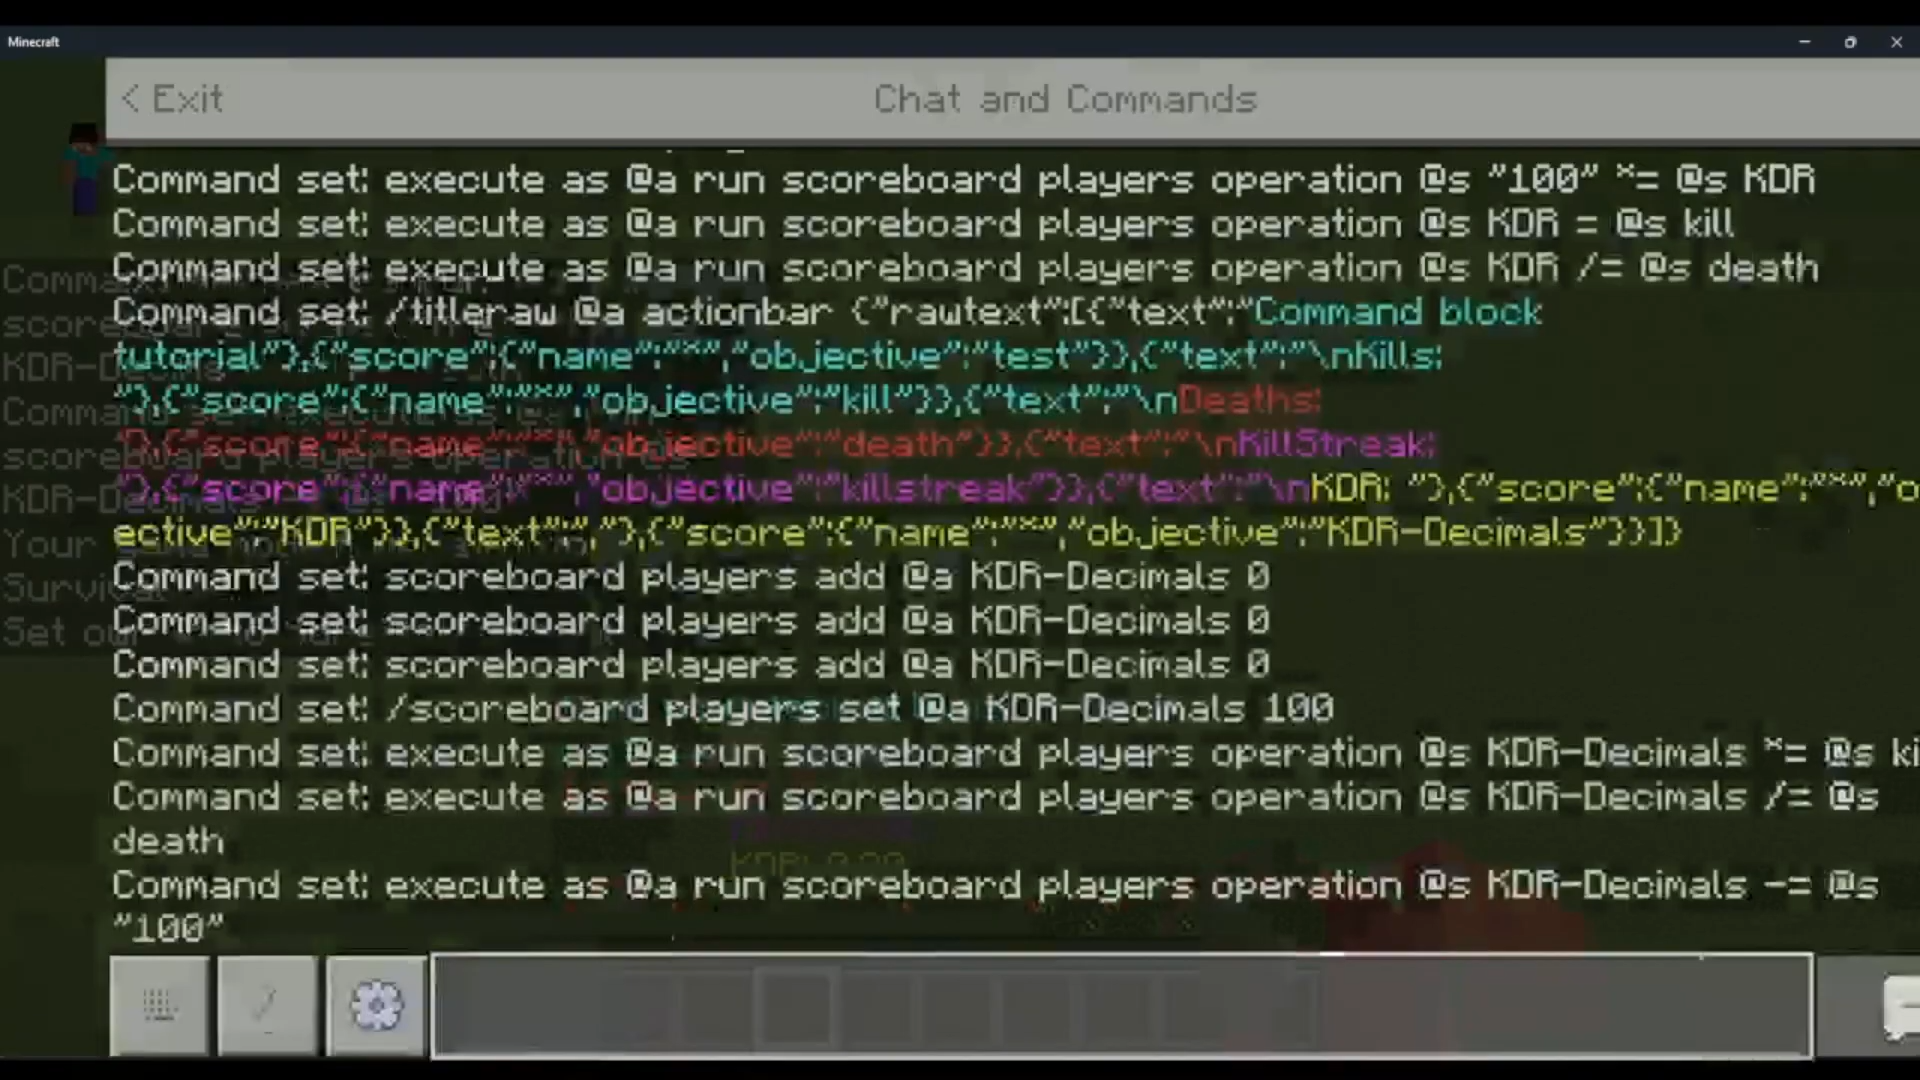 Minecraft
< Exit
Chat and Commands
Command set: execute as @a run scoreboard players operation @s "100" *= @s KDR
Command set: execute as @a run scoreboard players operation @s KDR = @s kill
Command set: execute as @a run scoreboard players operation @s KDR /= @s death
Command set: /titleraw @a actionbar {"rawtext":[{"text":"Command block
tutorial"},{"score":{"name":"*","objective":"test"}},{"text":"\nKills:
"},{"score":{"name":"*","objective":"kill"}},{"text":"\nDeaths:
"},{"score":{"name":"*","objective":"death"}},{"text":"\nKillStreak:
"},{"score":{"name":"*","objective":"killstreak"}},{"text":"\nKDR: "},{"score":{"name":"*","o
ective":"KDR"}},{"text":","},{"score":{"name":"*","objective":"KDR-Decimals"}}]}
Command set: scoreboard players add @a KDR-Decimals 0
Command set: scoreboard players add @a KDR-Decimals 0
Command set: scoreboard players add @a KDR-Decimals 0
Command set: /scoreboard players set @a KDR-Decimals 100
Command set: execute as @a run scoreboard players operation @s KDR-Decimals *= @s ki
Command set: execute as @a run scoreboard players operation @s KDR-Decimals /= @s
death
Command set: execute as @a run scoreboard players operation @s KDR-Decimals -= @s
"100"